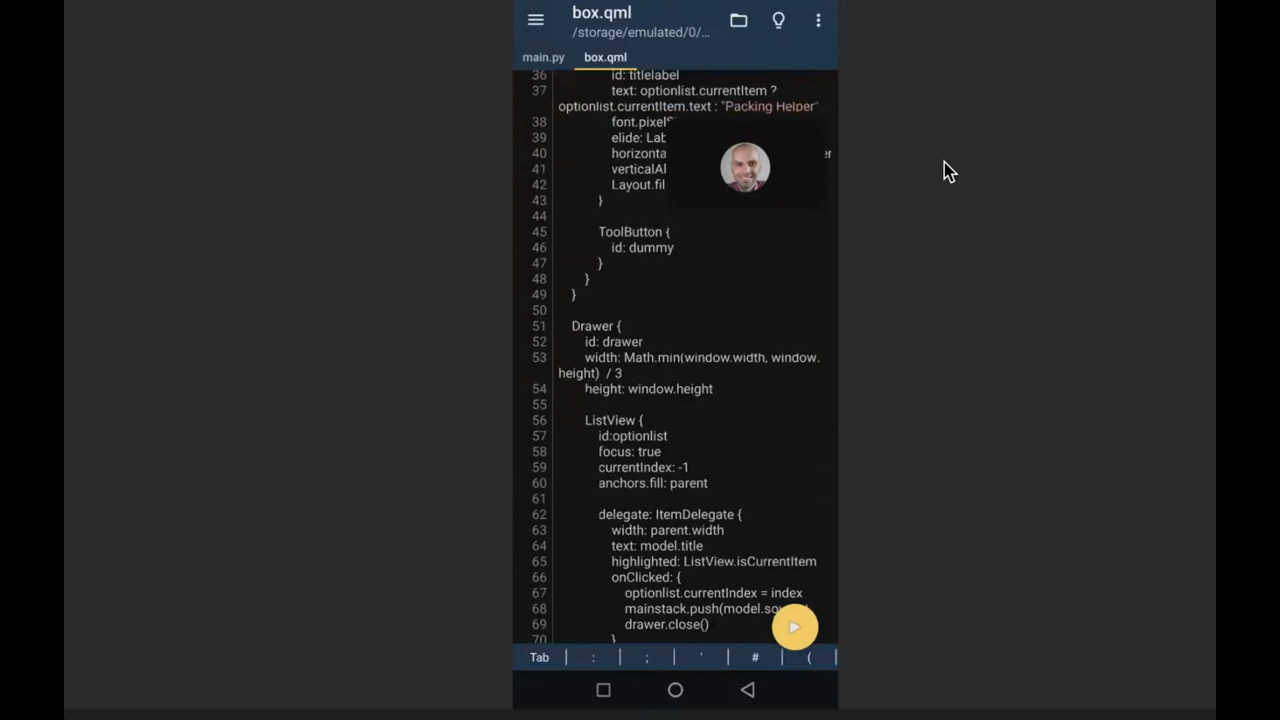 box.qml
/storage/emulated/0/...
main.py
box.qml
36 id: titlelabel
37 text: optionlist.currentItem ?
optionlist.currentItem.text : "Packing Helper"
38 font.pixel
39 elide: Lab
40 horizonta er
41 verticalAl
42 Layout.fil
43 }
44
45 ToolButton {
46 id: dummy
47 }
48 }
49 }
50
51 Drawer {
52 id: drawer
53 width: Math.min(window.width, window.
height) / 3
54 height: window.height
55
56 ListView {
57 id:optionlist
58 focus: true
59 currentIndex: -1
60 anchors.fill: parent
61
62 delegate: ItemDelegate {
63 width: parent.width
64 text: model.title
65 highlighted: ListView.isCurrentItem
66 onClicked: {
67 optionlist.currentIndex = index
68 mainstack.push(model.so
69 drawer.close()
70 }
Tab : ; ' # (